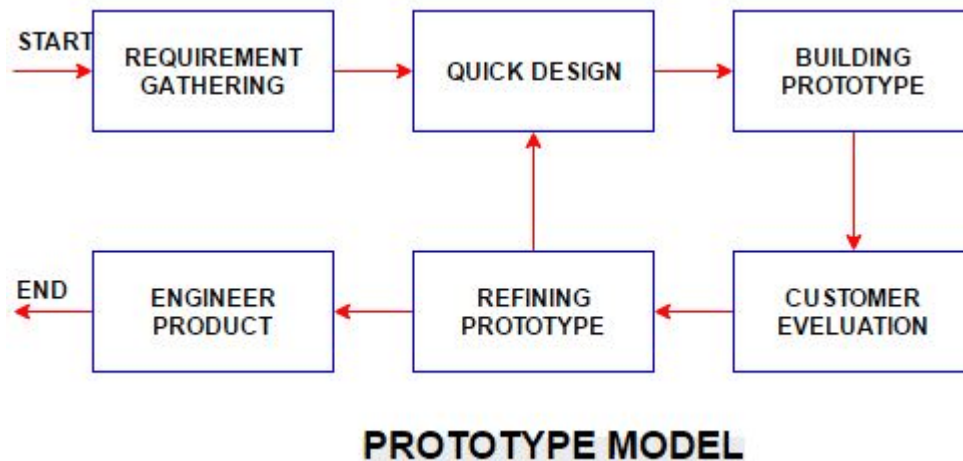 START
REQUIREMENT
GATHERING
QUICK DESIGN
BUILDING
PROTOTYPE
END
ENGINEER
PRODUCT
REFINING
PROTOTYPE
CUSTOMER
EVELUATION
PROTOTYPE MODEL